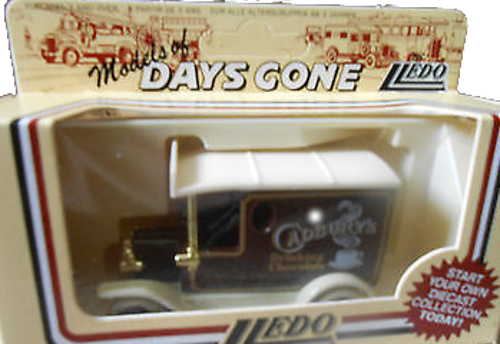 Models of
DAYS GONE
LLEDO
CADBURY'S
Drinking
Chocolate
START
YOUR OWN
DIECAST
COLLECTION
TODAY!
LLEDO